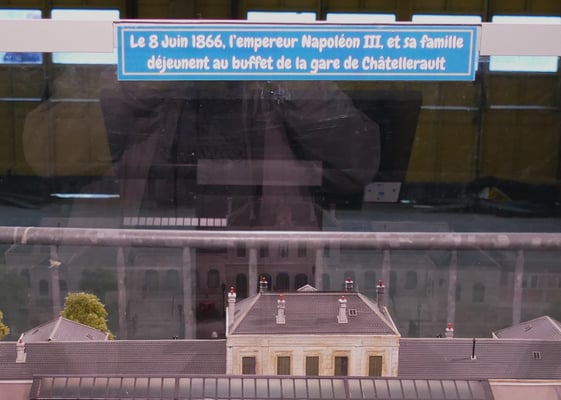 Le 8 Juin 1866, l'empereur Napoléon III, et sa famille
déjeunent au buffet de la gare de Châtellerault